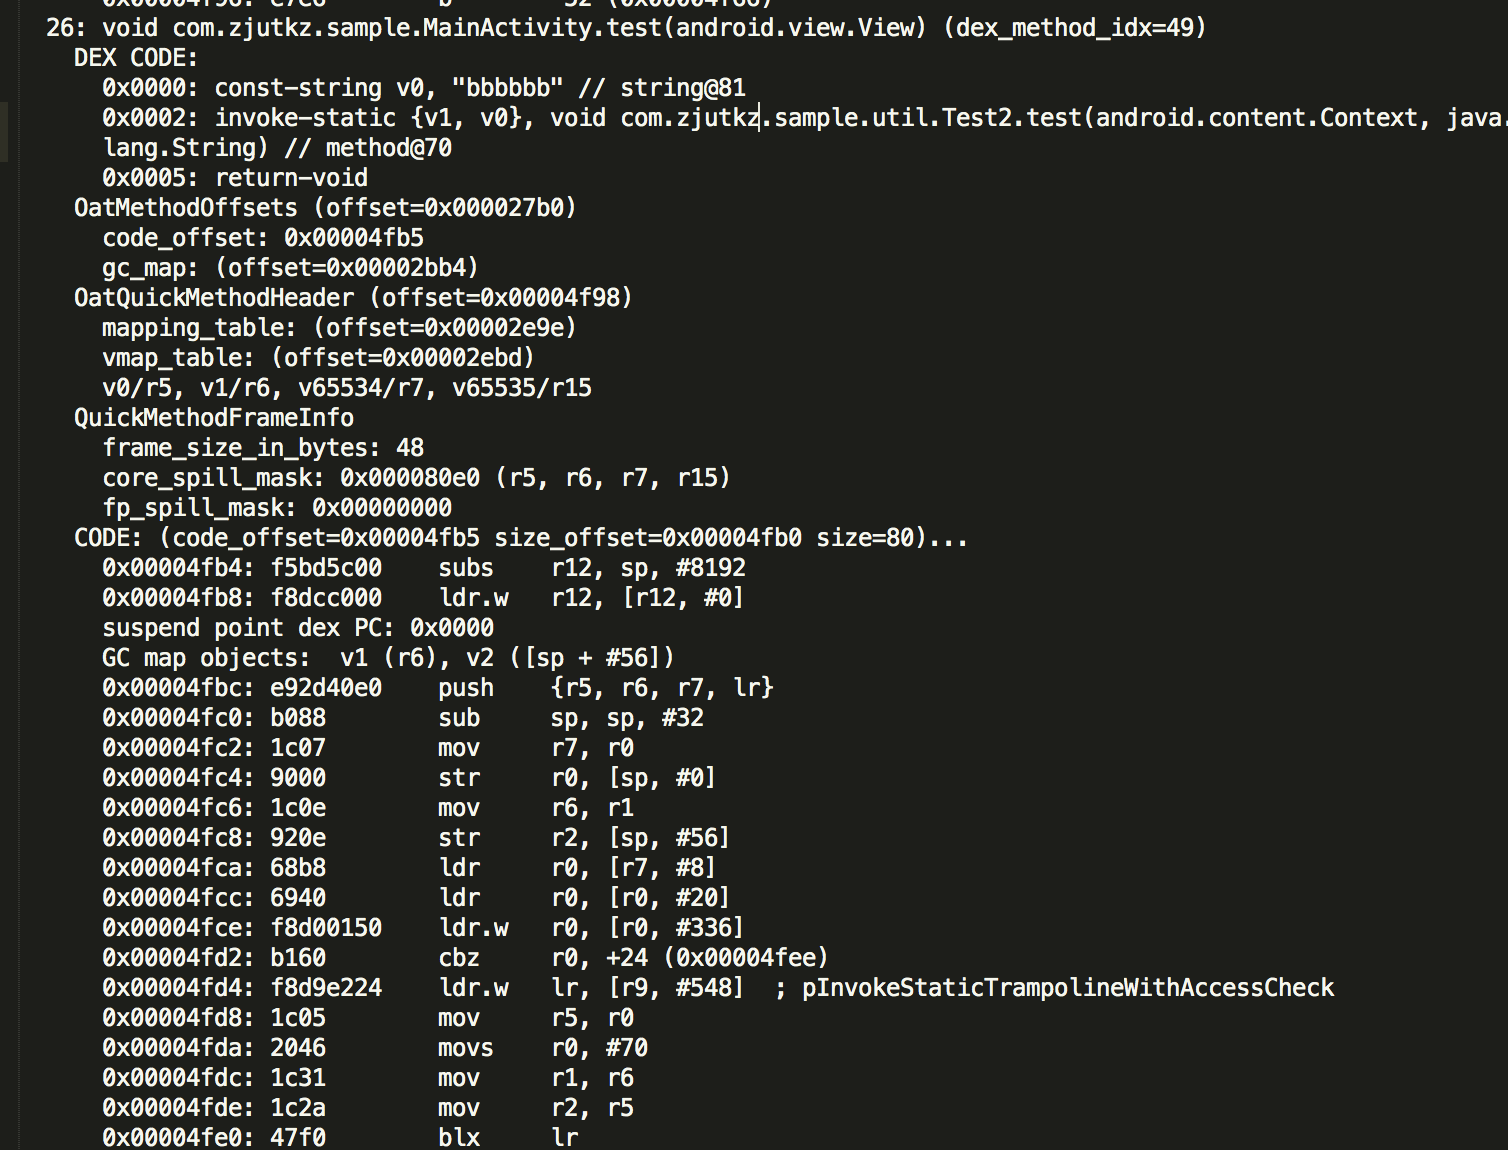 26: void com.zjutkz.sample.MainActivity.test(android.view.View) (dex_method_idx=49)
DEX CODE:
0x0000: const-string v0, "bbbbbb" // string@81
0x0002: invoke-static {v1, v0}, void com.zjutkz.sample.util.Test2.test(android.content.Context, java.
lang.String) // method@70
0x0005: return-void
OatMethodOffsets (offset=0x000027b0)
code_offset: 0x00004fb5
gc_map: (offset=0x00002bb4)
OatQuickMethodHeader (offset=0x00004f98)
mapping_table: (offset=0x00002e9e)
vmap_table: (offset=0x00002ebd)
v0/r5, v1/r6, v65534/r7, v65535/r15
QuickMethodFrameInfo
frame_size_in_bytes: 48
core_spill_mask: 0x000080e0 (r5, r6, r7, r15)
fp_spill_mask: 0x00000000
CODE: (code_offset=0x00004fb5 size_offset=0x00004fb0 size=80)...
0x00004fb4: f5bd5c00 subs r12, sp, #8192
0x00004fb8: f8dcc000 ldr.w r12, [r12, #0]
suspend point dex PC: 0x0000
GC map objects: v1 (r6), v2 ([sp + #56])
0x00004fbc: e92d40e0 push {r5, r6, r7, lr}
0x00004fc0: b088 sub sp, sp, #32
0x00004fc2: 1c07 mov r7, r0
0x00004fc4: 9000 str r0, [sp, #0]
0x00004fc6: 1c0e mov r6, r1
0x00004fc8: 920e str r2, [sp, #56]
0x00004fca: 68b8 ldr r0, [r7, #8]
0x00004fcc: 6940 ldr r0, [r0, #20]
0x00004fce: f8d00150 ldr.w r0, [r0, #336]
0x00004fd2: b160 cbz r0, +24 (0x00004fee)
0x00004fd4: f8d9e224 ldr.w lr, [r9, #548] ; pInvokeStaticTrampolineWithAccessCheck
0x00004fd8: 1c05 mov r5, r0
0x00004fda: 2046 movs r0, #70
0x00004fdc: 1c31 mov r1, r6
0x00004fde: 1c2a mov r2, r5
0x00004fe0: 47f0 blx lr